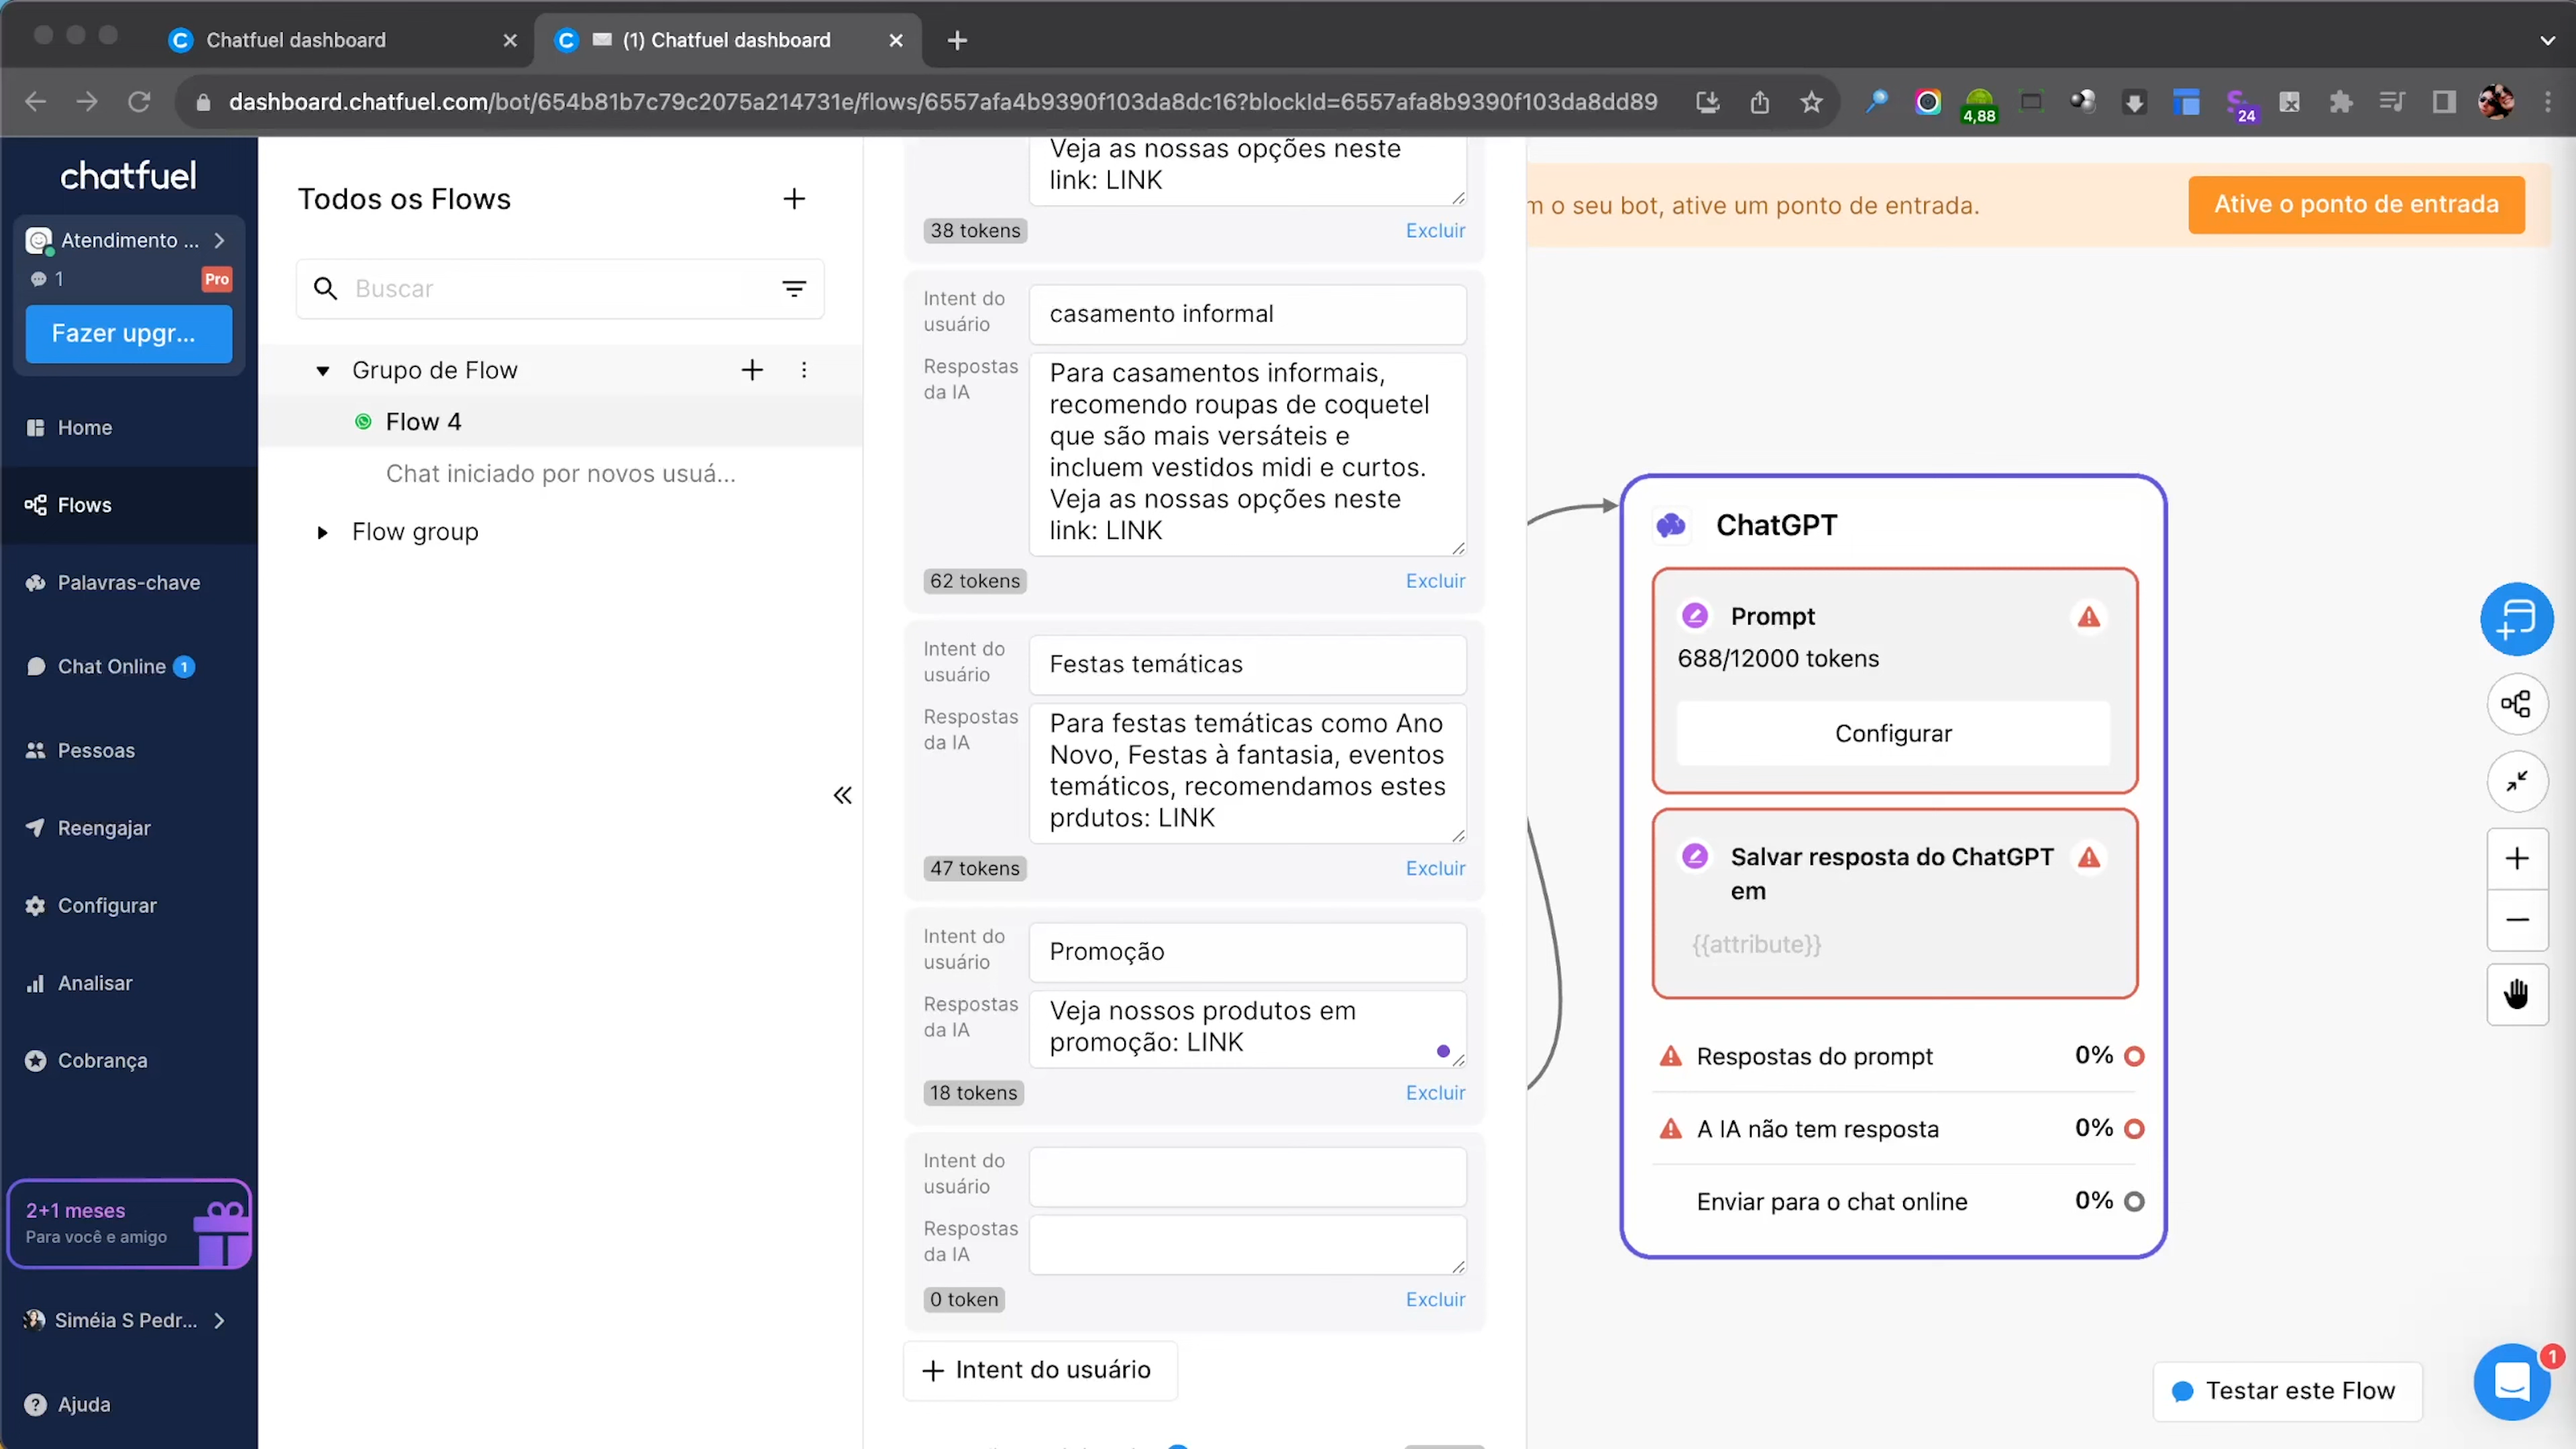 Chatfuel dashboard
(1) Chatfuel dashboard
dashboard.chatfuel.com/bot/654b81b7c79c2075a214731e/flows/6557afa4b9390f103da8dc16?blockId=6557afa8b9390f103da8dd89
4,88
24
chatfuel
Atendimento ...
1
Pro
Fazer upgr...
Home
Flows
Palavras-chave
Chat Online 1
Pessoas
Reengajar
Configurar
Analisar
Cobrança
2+1 meses
Para você e amigo
Siméia S Pedr...
Ajuda
Todos os Flows
Buscar
Grupo de Flow
Flow 4
Chat iniciado por novos usuá...
Flow group
Veja as nossas opções neste
link: LINK
38 tokens
Excluir
Intent do
usuário
casamento informal
Respostas
da IA
Para casamentos informais,
recomendo roupas de coquetel
que são mais versáteis e
incluem vestidos midi e curtos.
Veja as nossas opções neste
link: LINK
62 tokens
Excluir
Intent do
usuário
Festas temáticas
Respostas
da IA
Para festas temáticas como Ano
Novo, Festas à fantasia, eventos
temáticos, recomendamos estes
prdutos: LINK
47 tokens
Excluir
Intent do
usuário
Promoção
Respostas
da IA
Veja nossos produtos em
promoção: LINK
18 tokens
Excluir
Intent do
usuário
Respostas
da IA
0 token
Excluir
Intent do usuário
m o seu bot, ative um ponto de entrada.
Ative o ponto de entrada
ChatGPT
Prompt
688/12000 tokens
Configurar
Salvar resposta do ChatGPT
em
{{attribute}}
Respostas do prompt 0%
A IA não tem resposta 0%
Enviar para o chat online 0%
Testar este Flow
1